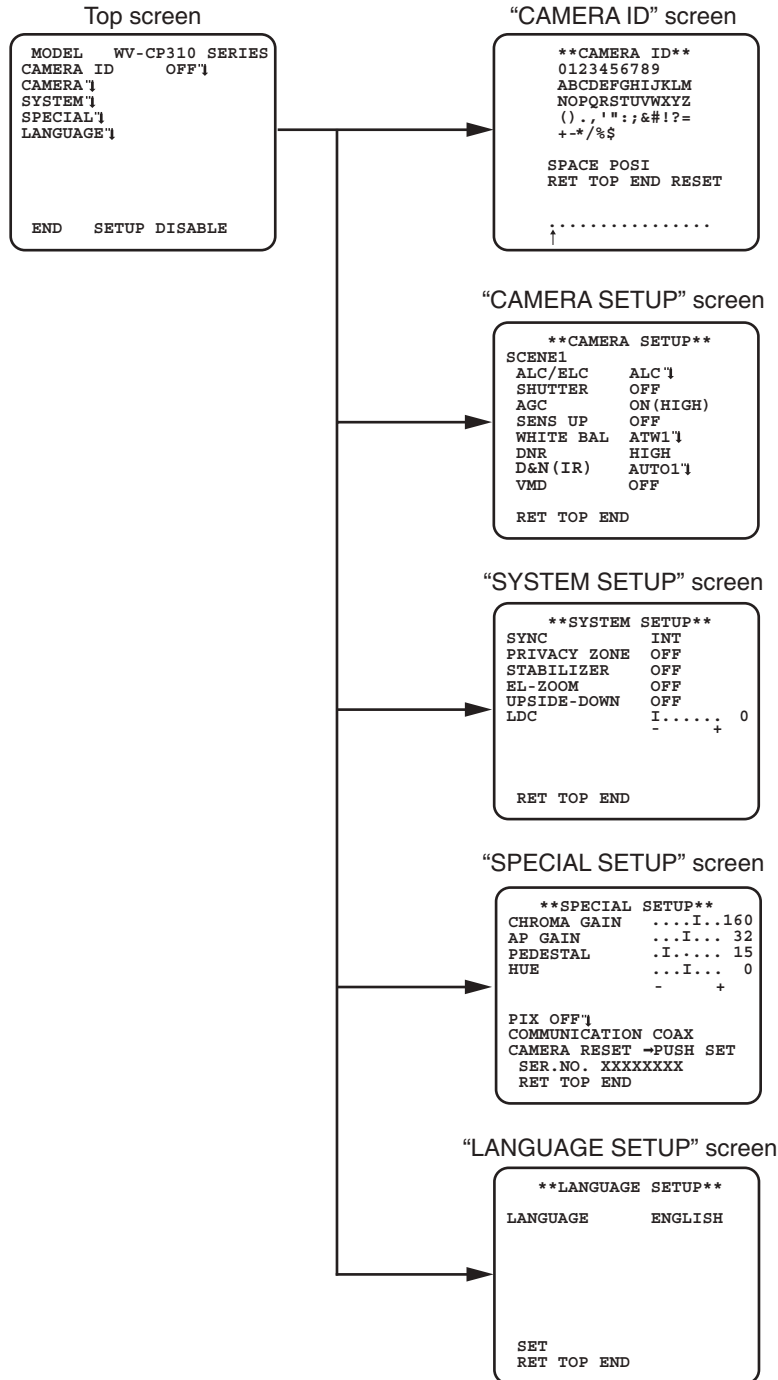 Top screen
MODEL WV-CP310 SERIES
CAMERA ID OFF
CAMERA
SYSTEM
SPECIAL
LANGUAGE
END SETUP DISABLE
“CAMERA ID” screen
**CAMERA ID**
0123456789
ABCDEFGHIJKLM
NOPQRSTUVWXYZ
().,'":;&#!?=
+-*/%$
SPACE POSI
RET TOP END RESET
................
↑
“CAMERA SETUP” screen
**CAMERA SETUP**
SCENE1
ALC/ELC ALC
SHUTTER OFF
AGC ON(HIGH)
SENS UP OFF
WHITE BAL ATW1
DNR HIGH
D&N(IR) AUTO1
VMD OFF
RET TOP END
“SYSTEM SETUP” screen
**SYSTEM SETUP**
SYNC INT
PRIVACY ZONE OFF
STABILIZER OFF
EL-ZOOM OFF
UPSIDE-DOWN OFF
LDC I...... 0
- +
RET TOP END
“SPECIAL SETUP” screen
**SPECIAL SETUP**
CHROMA GAIN ....I..160
AP GAIN ...I... 32
PEDESTAL .I..... 15
HUE ...I... 0
- +
PIX OFF
COMMUNICATION COAX
CAMERA RESET →PUSH SET
SER.NO. XXXXXXXX
RET TOP END
“LANGUAGE SETUP” screen
**LANGUAGE SETUP**
LANGUAGE ENGLISH
SET
RET TOP END